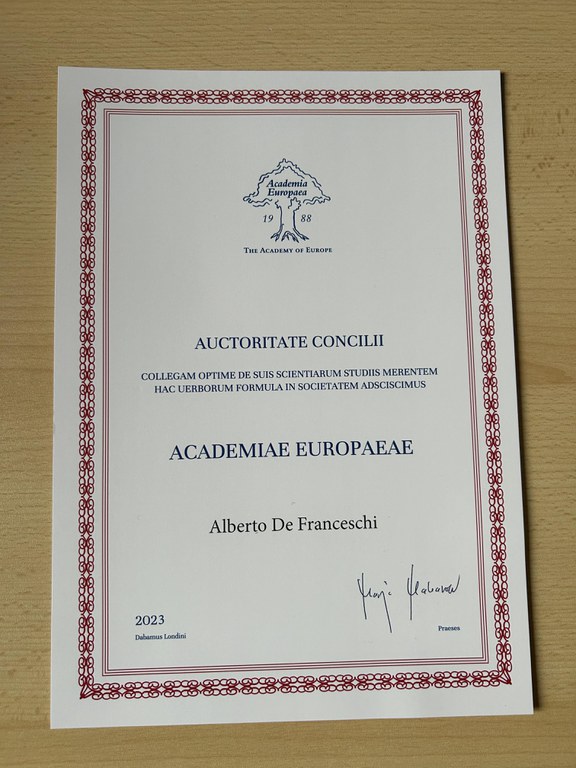 Academia
Europaea
19 88
THE ACADEMY OF EUROPE
AUCTORITATE CONCILII
COLLEGAM OPTIME DE SUIS SCIENTIARUM STUDIIS MERENTEM
HAC UERBORUM FORMULA IN SOCIETATEM ADSCISCIMUS
ACADEMIAE EUROPAEAE
Alberto De Franceschi
2023
Dabamus Londini
Praeses